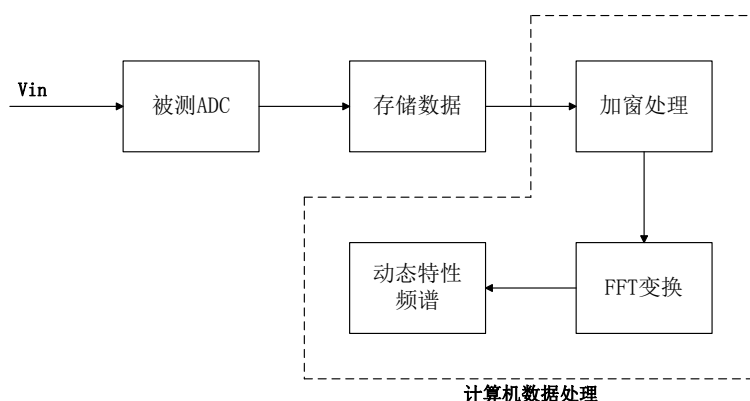 Vin
被测ADC
存储数据
加窗处理
动态特性
频谱
FFT变换
计算机数据处理